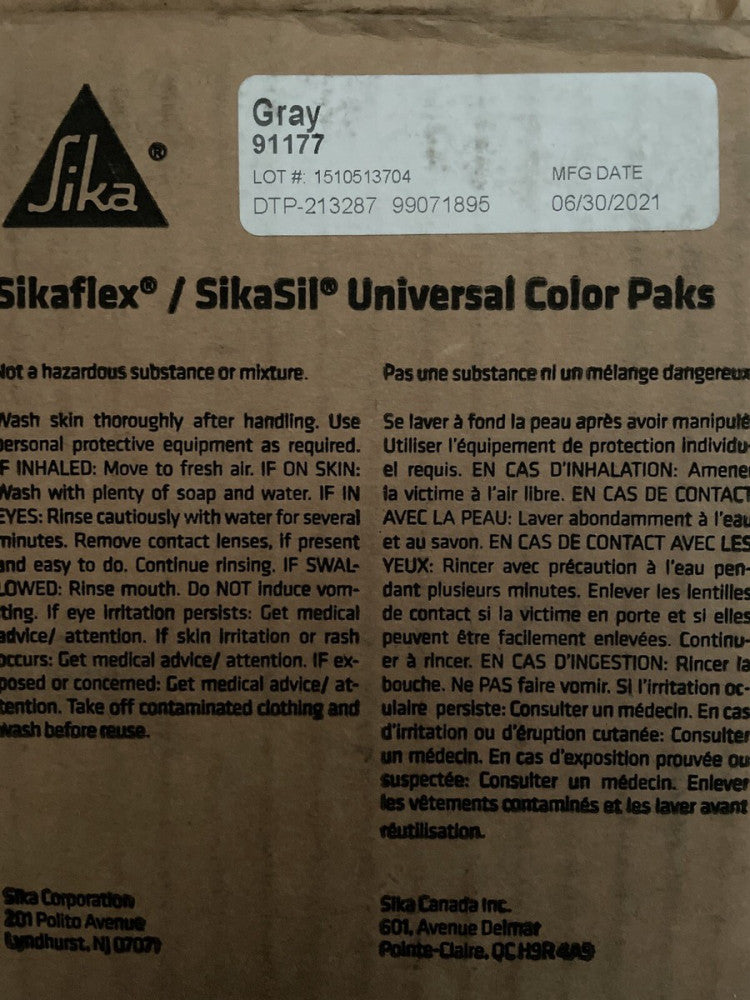 Sika®
Gray
91177
LOT #: 1510513704
MFG DATE
DTP-213287 99071895
06/30/2021
Sikaflex® / SikaSil® Universal Color Paks
Not a hazardous substance or mixture.
Wash skin thoroughly after handling. Use
personal protective equipment as required.
IF INHALED: Move to fresh air. IF ON SKIN:
Wash with plenty of soap and water. IF IN
EYES: Rinse cautiously with water for several
minutes. Remove contact lenses, if present
and easy to do. Continue rinsing. IF SWAL-
LOWED: Rinse mouth. Do NOT induce vom-
iting. If eye irritation persists: Get medical
advice/ attention. If skin irritation or rash
occurs: Get medical advice/ attention. IF ex-
posed or concerned: Get medical advice/ at-
tention. Take off contaminated clothing and
wash before reuse.
Pas une substance ni un mélange dangereux
Se laver à fond la peau après avoir manipulé
Utiliser l'équipement de protection individu-
el requis. EN CAS D'INHALATION: Amener
la victime à l'air libre. EN CAS DE CONTACT
AVEC LA PEAU: Laver abondamment à l'eau
et au savon. EN CAS DE CONTACT AVEC LES
YEUX: Rincer avec précaution à l'eau pen-
dant plusieurs minutes. Enlever les lentilles
de contact si la victime en porte et si elles
peuvent être facilement enlevées. Continu-
er à rincer. EN CAS D'INGESTION: Rincer la
bouche. Ne PAS faire vomir. Si l'irritation oc-
ulaire persiste: Consulter un médecin. En cas
d'irritation ou d'éruption cutanée: Consulter
un médecin. En cas d'exposition prouvée ou
suspectée: Consulter un médecin. Enlever
les vêtements contaminés et les laver avant
réutilisation.
Sika Corporation
201 Polito Avenue
Lyndhurst, NJ 07071
Sika Canada Inc.
601, Avenue Delmar
Pointe-Claire, QC H9R 4A9